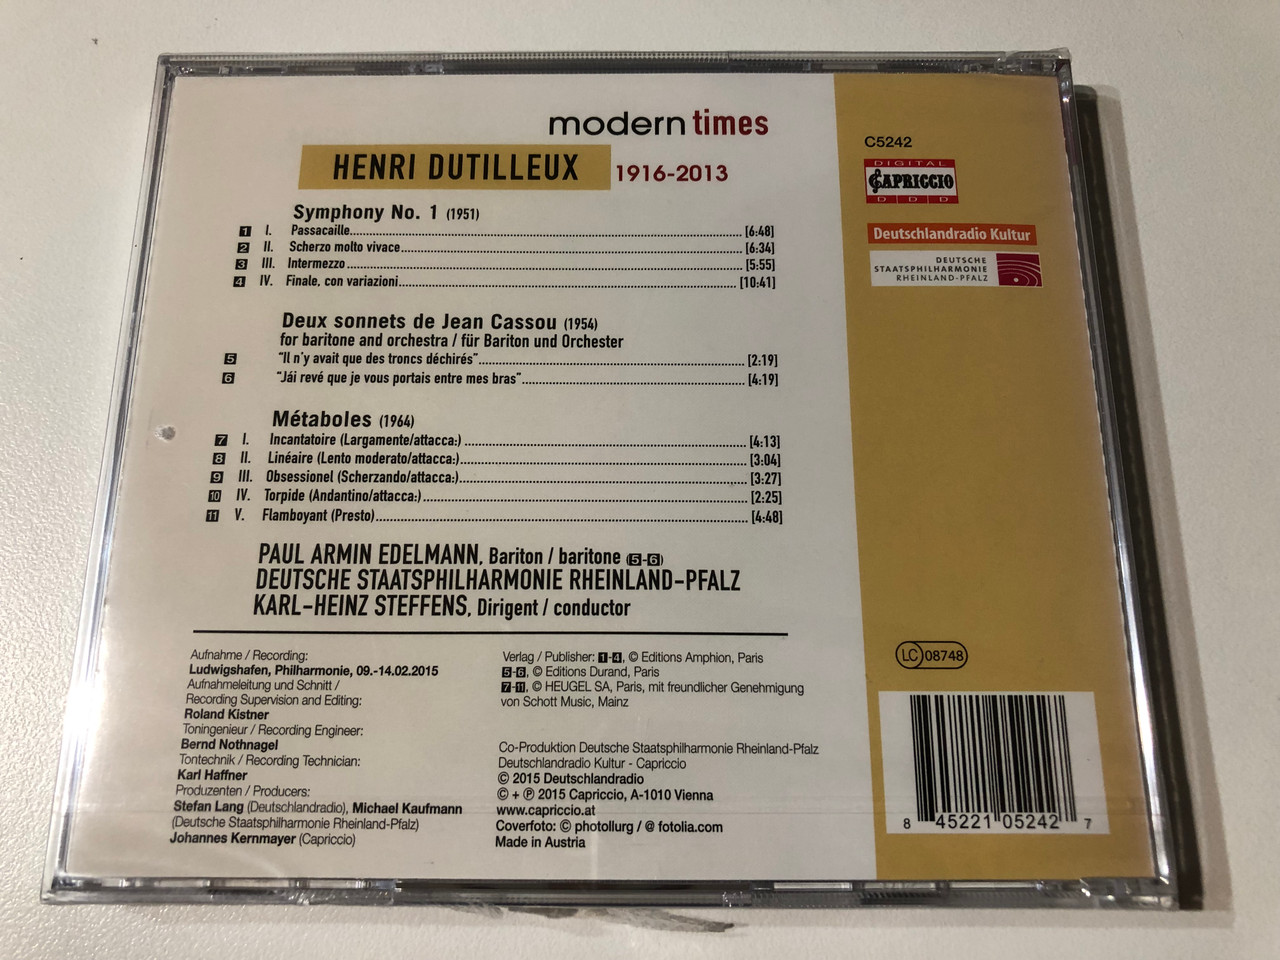 modern times
HENRI DUTILLEUX 1916-2013
Symphony No. 1 (1951)
1 I. Passacaille [6:48]
2 II. Scherzo molto vivace [6:34]
3 III. Intermezzo [5:55]
4 IV. Finale, con variazioni [10:41]
Deux sonnets de Jean Cassou (1954)
for baritone and orchestra / für Bariton und Orchester
5 "Il n'y avait que des troncs déchirés" [2:19]
6 "Jái revé que je vous portais entre mes bras" [4:19]
Métaboles (1964)
7 I. Incantatoire (Largamente/attacca:) [4:13]
8 II. Linéaire (Lento moderato/attacca:) [3:04]
9 III. Obsessionel (Scherzando/attacca:) [3:27]
10 IV. Torpide (Andantino/attacca:) [2:25]
11 V. Flamboyant (Presto) [4:48]
PAUL ARMIN EDELMANN, Bariton / baritone (5-6)
DEUTSCHE STAATSPHILHARMONIE RHEINLAND-PFALZ
KARL-HEINZ STEFFENS, Dirigent / conductor
Aufnahme / Recording:
Ludwigshafen, Philharmonie, 09.-14.02.2015
Aufnahmeleitung und Schnitt /
Recording Supervision and Editing:
Roland Kistner
Toningenieur / Recording Engineer:
Bernd Nothnagel
Tontechnik / Recording Technician:
Karl Haffner
Produzenten / Producers:
Stefan Lang (Deutschlandradio), Michael Kaufmann
(Deutsche Staatsphilharmonie Rheinland-Pfalz)
Johannes Kernmayer (Capriccio)
Verlag / Publisher: 1-4, © Editions Amphion, Paris
5-6, © Editions Durand, Paris
7-11, © HEUGEL SA, Paris, mit freundlicher Genehmigung
von Schott Music, Mainz
Co-Produktion Deutsche Staatsphilharmonie Rheinland-Pfalz
Deutschlandradio Kultur - Capriccio
© 2015 Deutschlandradio
© + ℗ 2015 Capriccio, A-1010 Vienna
www.capriccio.at
Coverfoto: © photollurg / @ fotolia.com
Made in Austria
C5242
DIGITAL
CAPRICCIO
DDD
Deutschlandradio Kultur
DEUTSCHE
STAATSPHILHARMONIE
RHEINLAND-PFALZ
LC 08748
8 45221 05242 7